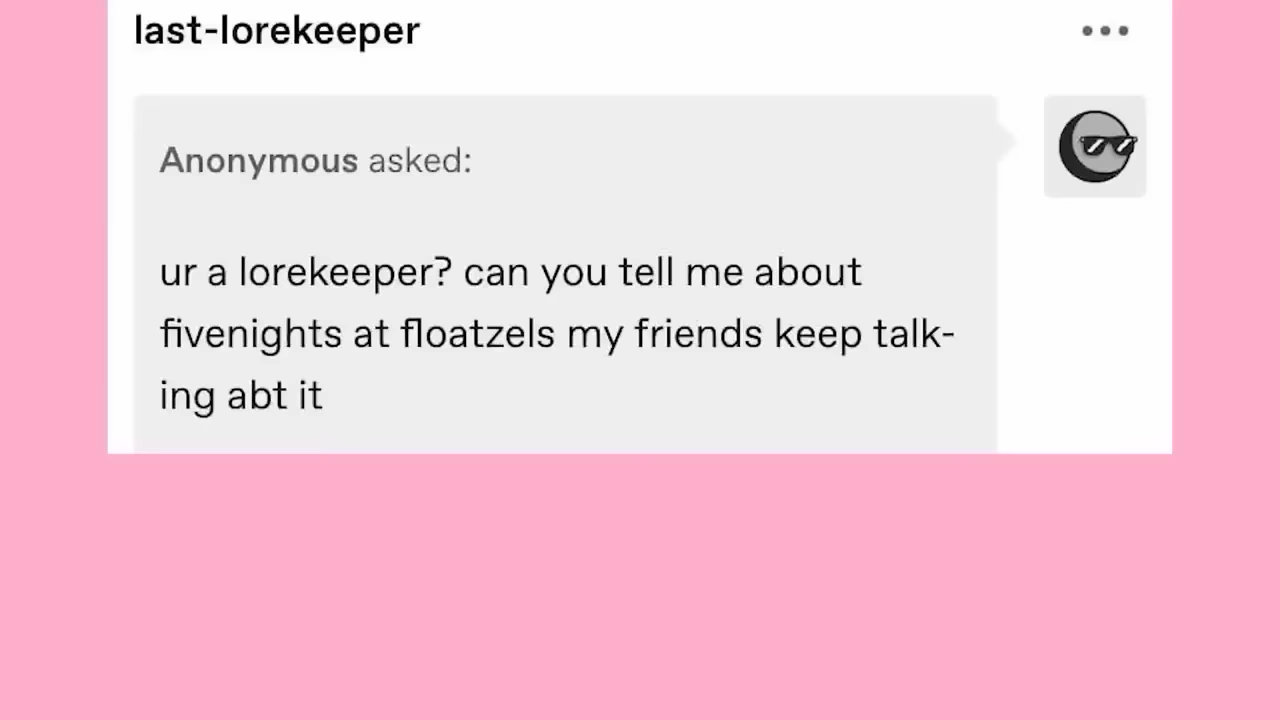 last-lorekeeper
Anonymous asked:
ur a lorekeeper? can you tell me about
fivenights at floatzels my friends keep talk-
ing abt it